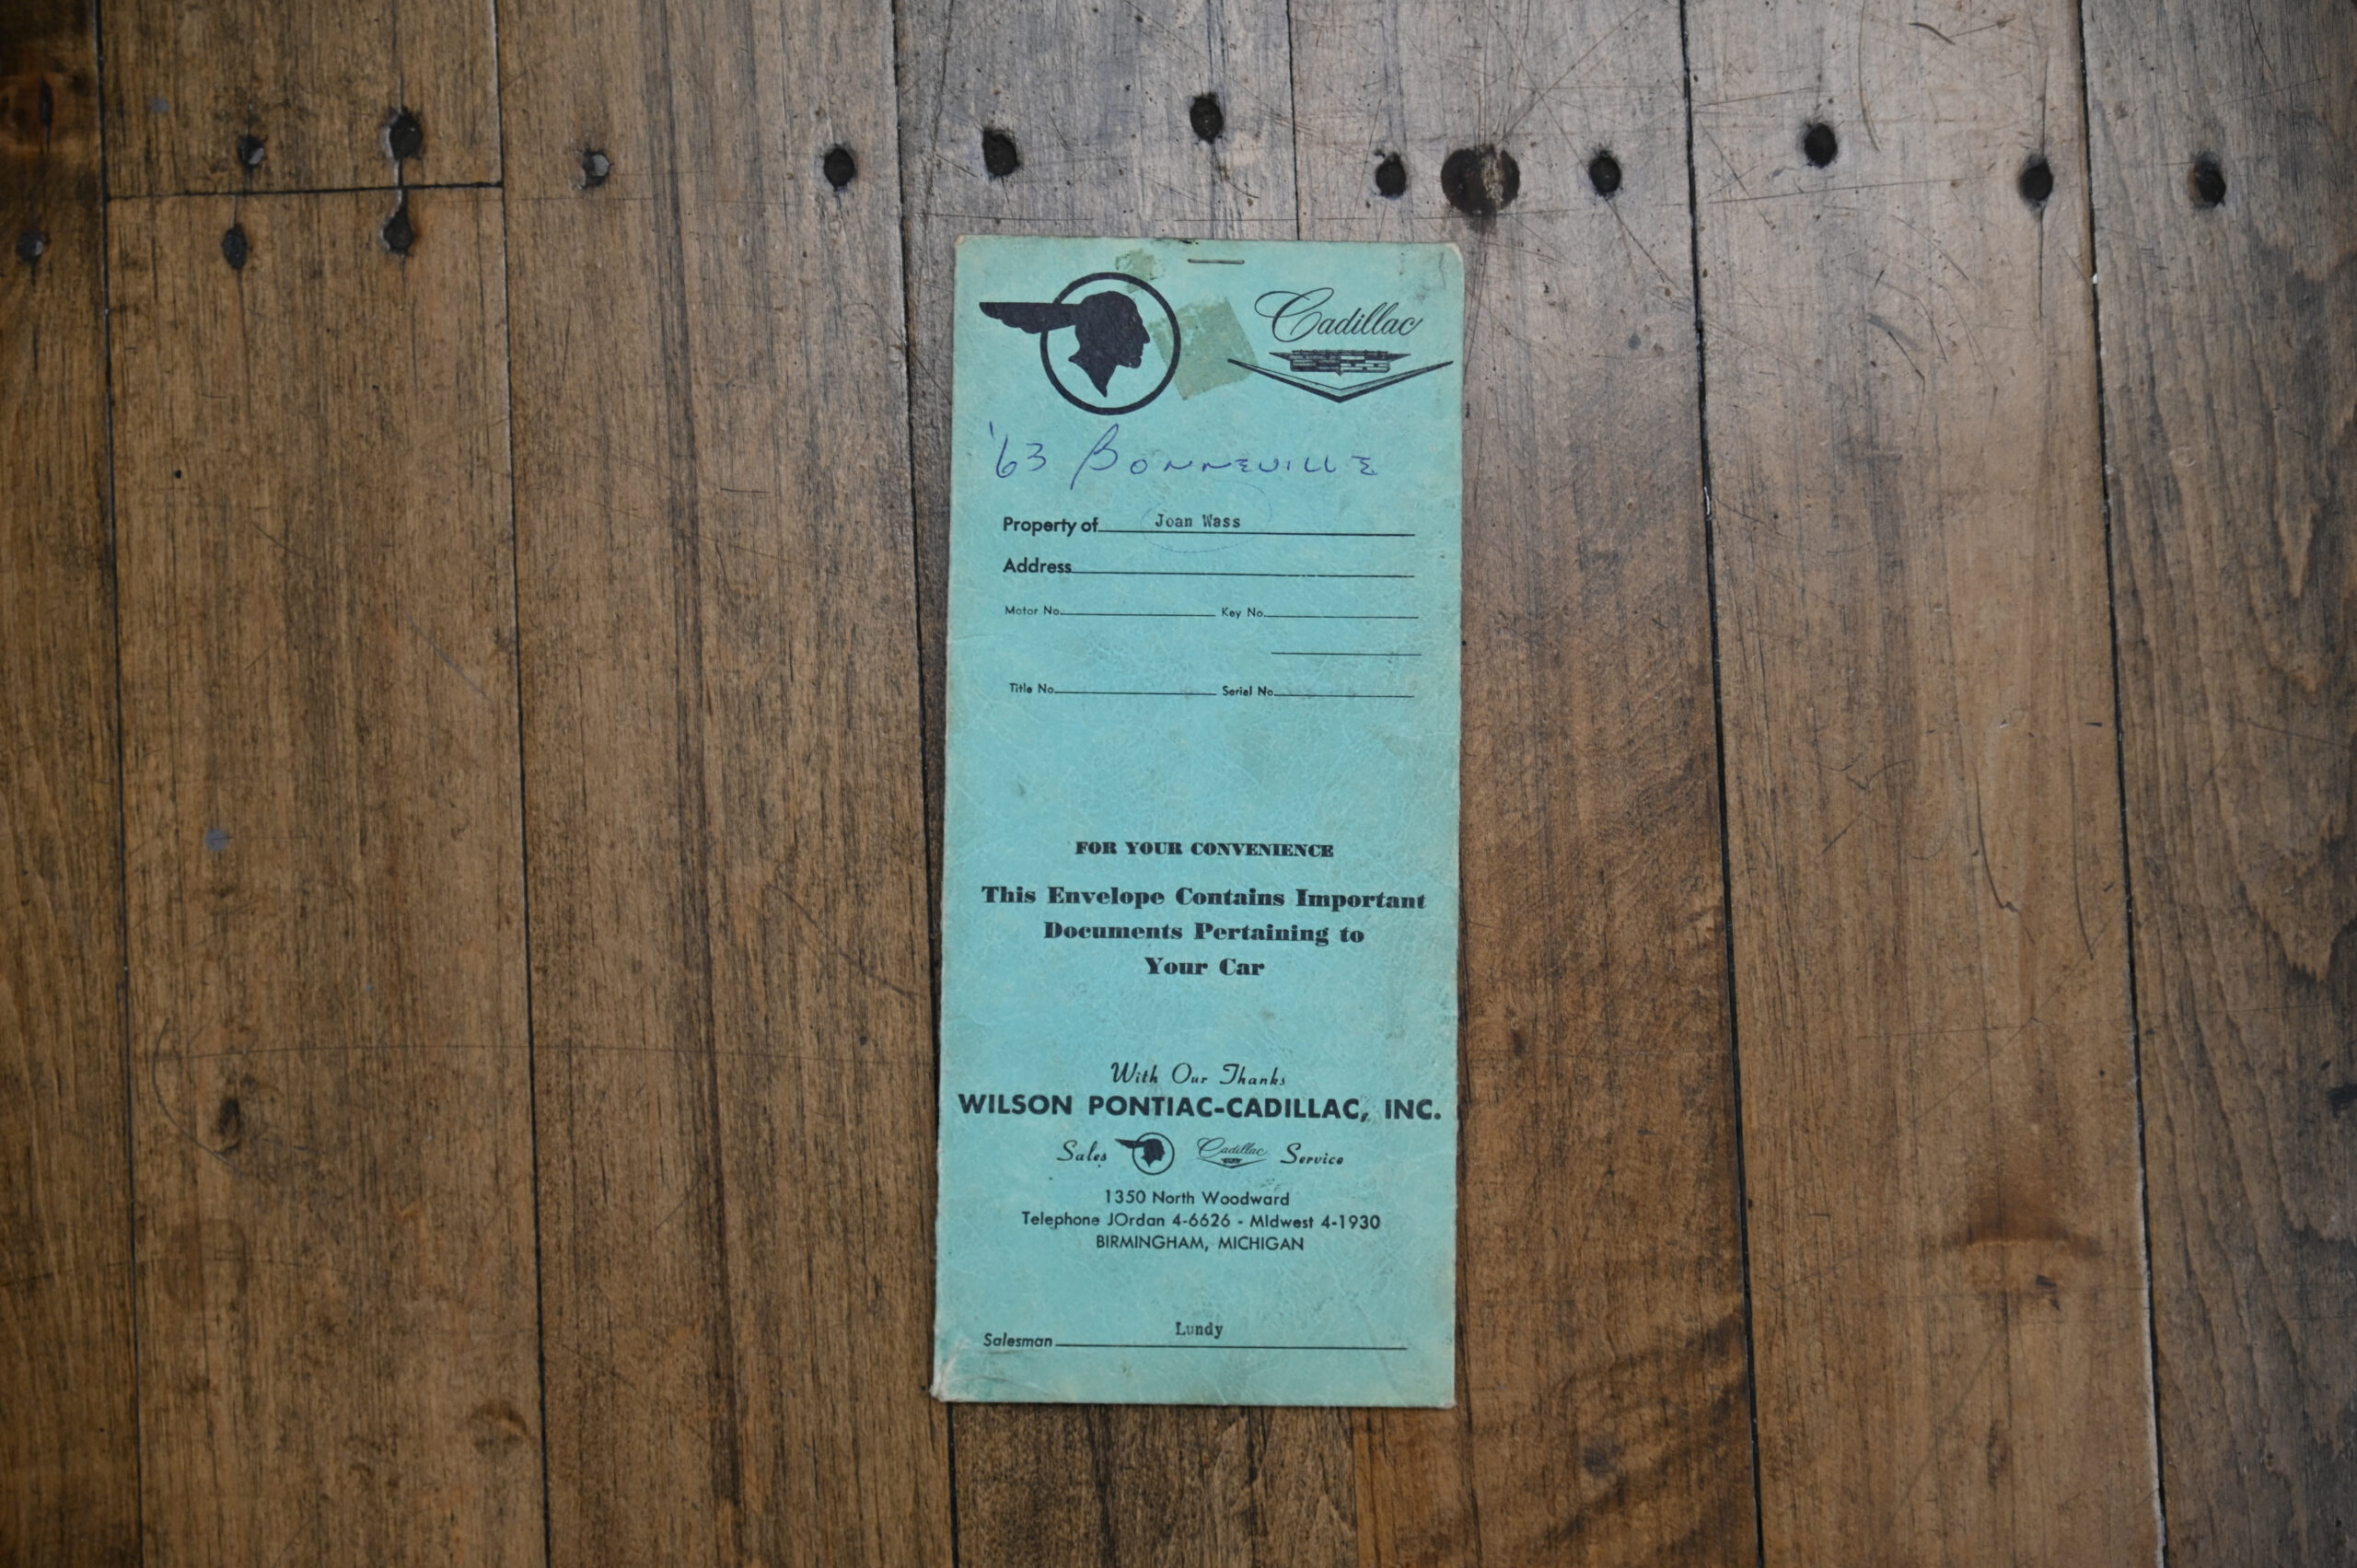 Cadillac
'63 BONNEVILLE
Property of Joan Wass
Address
Motor No. Key No.
Title No. Serial No.
FOR YOUR CONVENIENCE
This Envelope Contains Important
Documents Pertaining to
Your Car
With Our Thanks
WILSON PONTIAC-CADILLAC, INC.
Sales Cadillac Service
1350 North Woodward
Telephone JOrdan 4-6626 - MIdwest 4-1930
BIRMINGHAM, MICHIGAN
Salesman Lundy